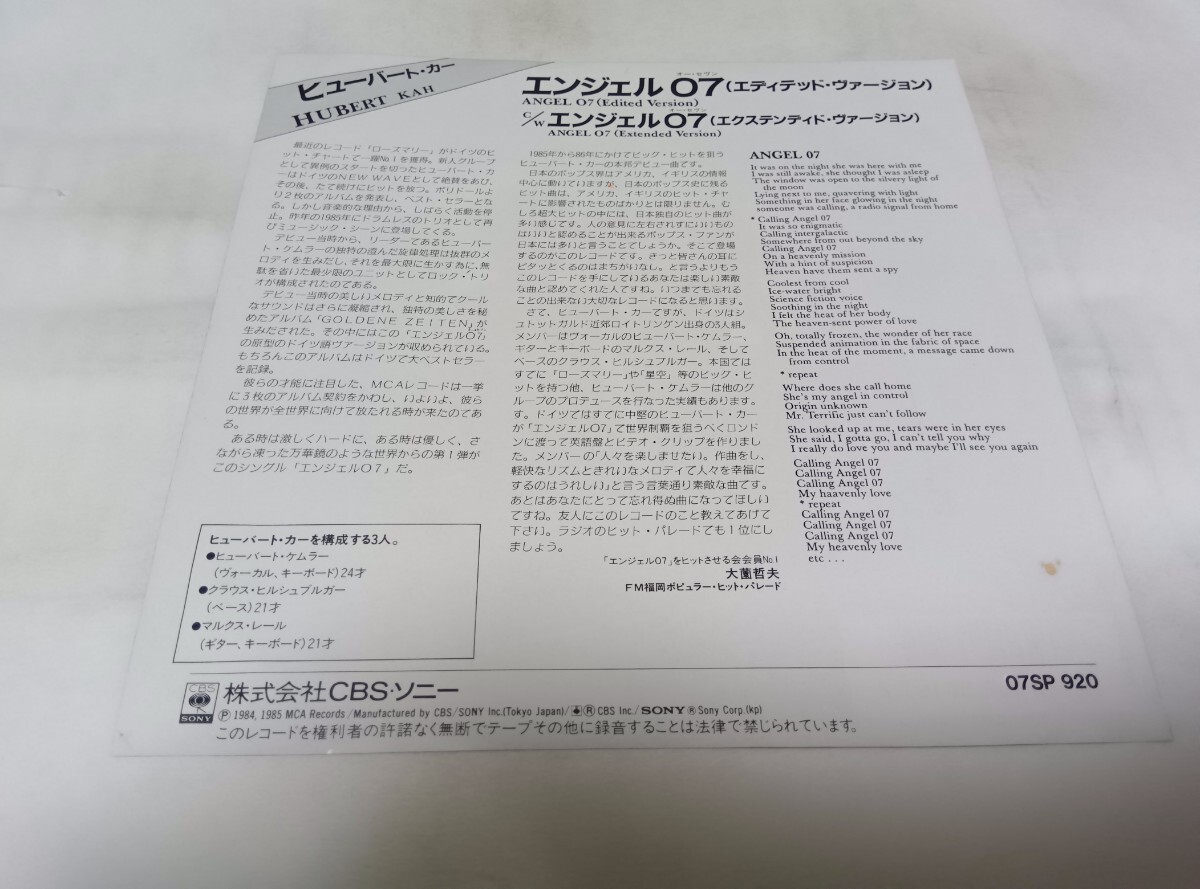 ヒューバート・カー
HUBERT KAH
オー・セブン
エンジェル 07(エディテッド・ヴァージョン)
ANGEL 07 (Edited Version)
オー・セブン
C/W エンジェル 07(エクステンディド・ヴァージョン)
ANGEL 07 (Extended Version)
最近のレコード「ローズマリー」がドイツのヒ
ット・チャートで一躍No.1を獲得。新人グループ
として異例のスタートを切ったヒューバート・カ
ーはドイツのNEW WAVEとして絶賛をあび、
その後、たて続けにヒットを放つ。ポリドールよ
り2枚のアルバムを発表し、ベスト・セラーとな
る。しかし音楽的な理由から、しばらく活動を停
止。昨年の1985年にドラムレスのトリオとして再
びミュージック・シーンに登場してくる。
デビュー当時から、リーダーであるヒューバー
ト・ケムラーの独特の澄んだ旋律処理は抜群のメ
ロディを生みだし、それを最大限に生かす為に、無
駄を省いた最少限のユニットとしてロック・トリ
オが構成されたのである。
デビュー当時の美しいメロディと知的でクール
なサウンドはさらに凝縮され、独特の美しさを秘
めたアルバム「GOLDENE ZEITEN」が
生みだされた。その中にはこの「エンジェル07」
の原型のドイツ語ヴァージョンが収められている。
もちろんこのアルバムはドイツで大ベストセラー
を記録。
彼らの才能に注目した、MCAレコードは一挙
に3枚のアルバム契約をかわし、いよいよ、彼ら
の世界が全世界に向けて放たれる時が来たのであ
る。
ある時は激しくハードに、ある時は優しく、さ
ながら凍った万華鏡のような世界からの第1弾が
このシングル「エンジェル07」だ。
ヒューバート・カーを構成する3人。
●ヒューバート・ケムラー
(ヴォーカル、キーボード)24才
●クラウス・ヒルシュブルガー
(ベース)21才
●マルクス・レール
(ギター、キーボード)21才
1985年から86年にかけてビッグ・ヒットを狙う
ヒューバート・カーの本邦デビュー曲です。
日本のポップス界はアメリカ、イギリスの情報
中心に動いていますが、日本のポップス史に残る
ヒット曲は、アメリカ、イギリスのヒット・チャ
ートに影響されたものばかりとは限りません。む
しろ超大ヒットの中には、日本独自のヒット曲が
多い感じです。人の意見に左右されずにいいもの
はいいと認めることが出来るポップス・ファンが
日本には多いと言うことでしょうか。そこで登場
するのがこのレコードです。きっと皆さんの耳に
ピタッとくるのはまちがいなし。と言うよりもう
このレコードを手にしているあなたは楽しい素敵
な曲と認めてくれた人ですね。いつまでも忘れる
ことの出来ない大切なレコードになると思います。
さて、ヒューバート・カーですが、ドイツはシ
ュトットガルド近郊ロイトリンゲン出身の3人組。
メンバーはヴォーカルのヒューバート・ケムラー、
ギターとキーボードのマルクス・レール、そして
ベースのクラウス・ヒルシュブルガー。本国では
すでに「ローズマリー」や「星空」等のビッグ・ヒ
ットを持つ他、ヒューバート・ケムラーは他のグ
ループのプロデュースを行なった実績もあります。
す。ドイツではすでに中堅のヒューバート・カー
が「エンジェル07」で世界制覇を狙うべくロンド
ンに渡って英語盤とビデオ・クリップを作りまし
た。メンバーの「人々を楽しませたい。作曲をし、
軽快なリズムときれいなメロディで人々を幸福に
するのはうれしい」と言う言葉通り素敵な曲です。
あとはあなたにとって忘れ得ぬ曲になってほしい
ですね。友人にこのレコードのこと教えてあげて
下さい。ラジオのヒット・パレードでも1位にし
ましょう。
「エンジェル07」をヒットさせる会会員No.1
大薗哲夫
FM福岡ポピュラー・ヒット・パレード
ANGEL 07
It was on the night she was here with me
I was still awake, she thought I was asleep
The window was open to the silvery light of
the moon
Lying next to me, quavering with light
Something in her face glowing in the night
someone was calling, a radio signal from home
* Calling Angel 07
It was so enigmatic
Calling intergalactic
Somewhere from out beyond the sky
Calling Angel 07
On a heavenly mission
With a hint of suspicion
Heaven have them sent a spy
Coolest from cool
Ice-water bright
Science fiction voice
Soothing in the night
I felt the heat of her body
The heaven-sent power of love
Oh, totally frozen, the wonder of her race
Suspended animation in the fabric of space
In the heat of the moment, a message came down
from control
* repeat
Where does she call home
She's my angel in control
Origin unknown
Mr. Terrific just can't follow
She looked up at me, tears were in her eyes
She said, I gotta go, I can't tell you why
I really do love you and maybe I'll see you again
Calling Angel 07
Calling Angel 07
Calling Angel 07
My haavenly love
* repeat
Calling Angel 07
Calling Angel 07
Calling Angel 07
My heavenly love
etc . . .
07SP 920
CBS
SONY
株式会社CBS・ソニー
Ⓟ 1984, 1985 MCA Records/Manufactured by CBS/SONY Inc.(Tokyo Japan)/Ⓡ CBS Inc./SONY Ⓡ Sony Corp.(kp)
このレコードを権利者の許諾なく無断でテープその他に録音することは法律で禁じられています。